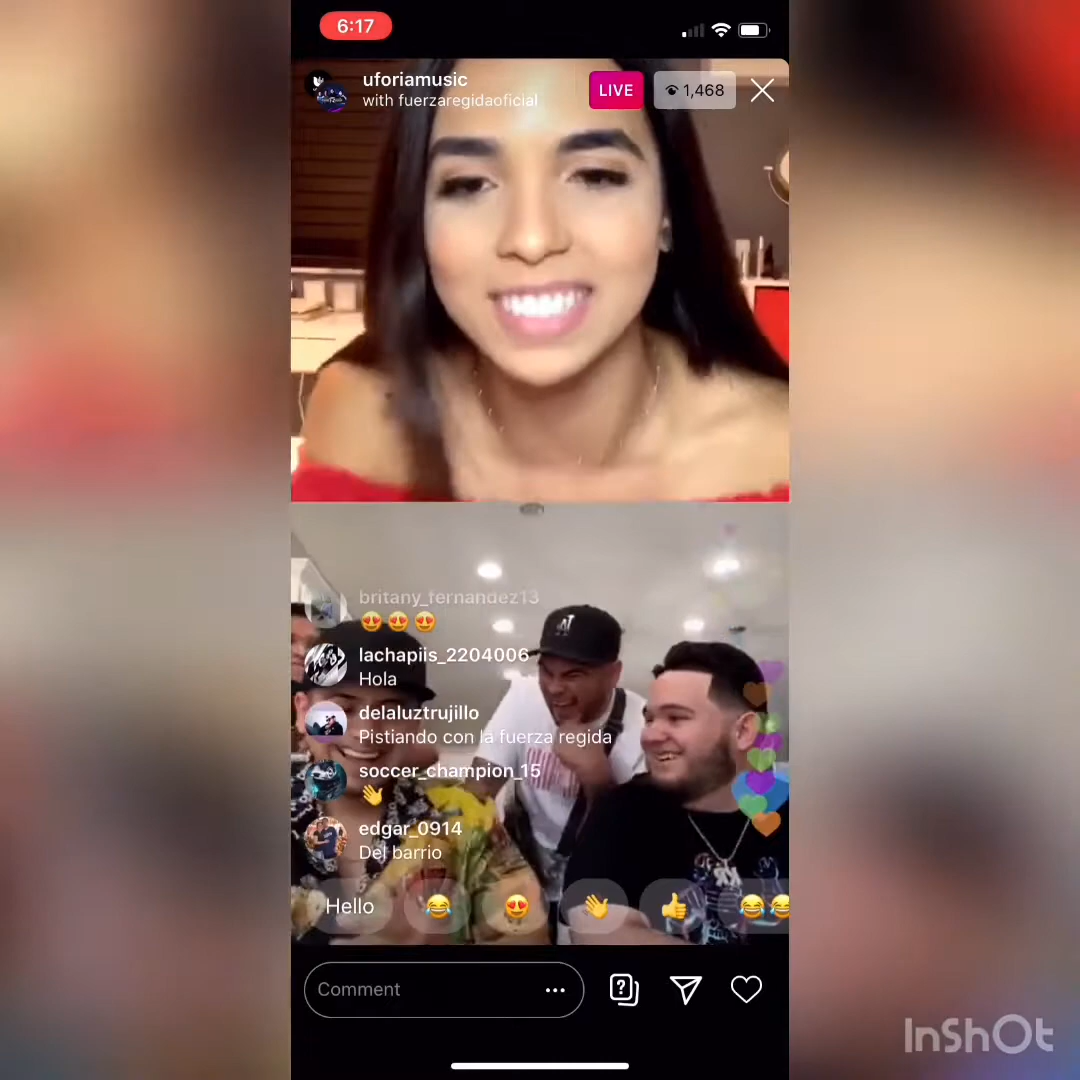 6:17
uforiamusic
with fuerzaregidaoficial
LIVE
1,468
britany_fernandez13
😍😍😍
lachapiis_2204006
Hola
delaluztrujillo
Pistiando con la fuerza regida
soccer_champion_15
👋
edgar_0914
Del barrio
Hello 😂 😍 👋 👍 😂😂
Comment
InShOt